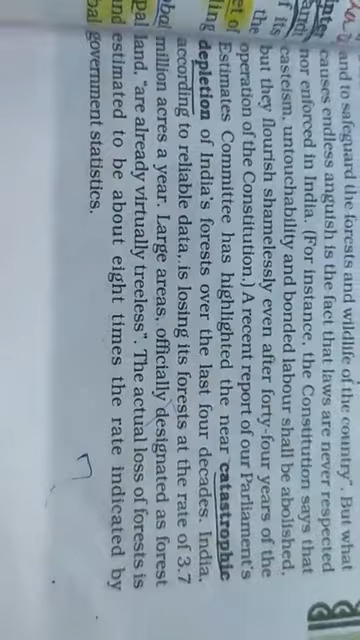 and to safeguard the forests and wildlife of the country". But what
causes endless anguish is the fact that laws are never respected
nor enforced in India. (For instance, the Constitution says that
casteism, untouchability and bonded labour shall be abolished,
but they flourish shamelessly even after forty-four years of the
operation of the Constitution.) A recent report of our Parliament's
Estimates Committee has highlighted the near catastrophic
depletion of India's forests over the last four decades. India,
according to reliable data, is losing its forests at the rate of 3.7
million acres a year. Large areas, officially designated as forest
land, "are already virtually treeless". The actual loss of forests is
estimated to be about eight times the rate indicated by
government statistics.